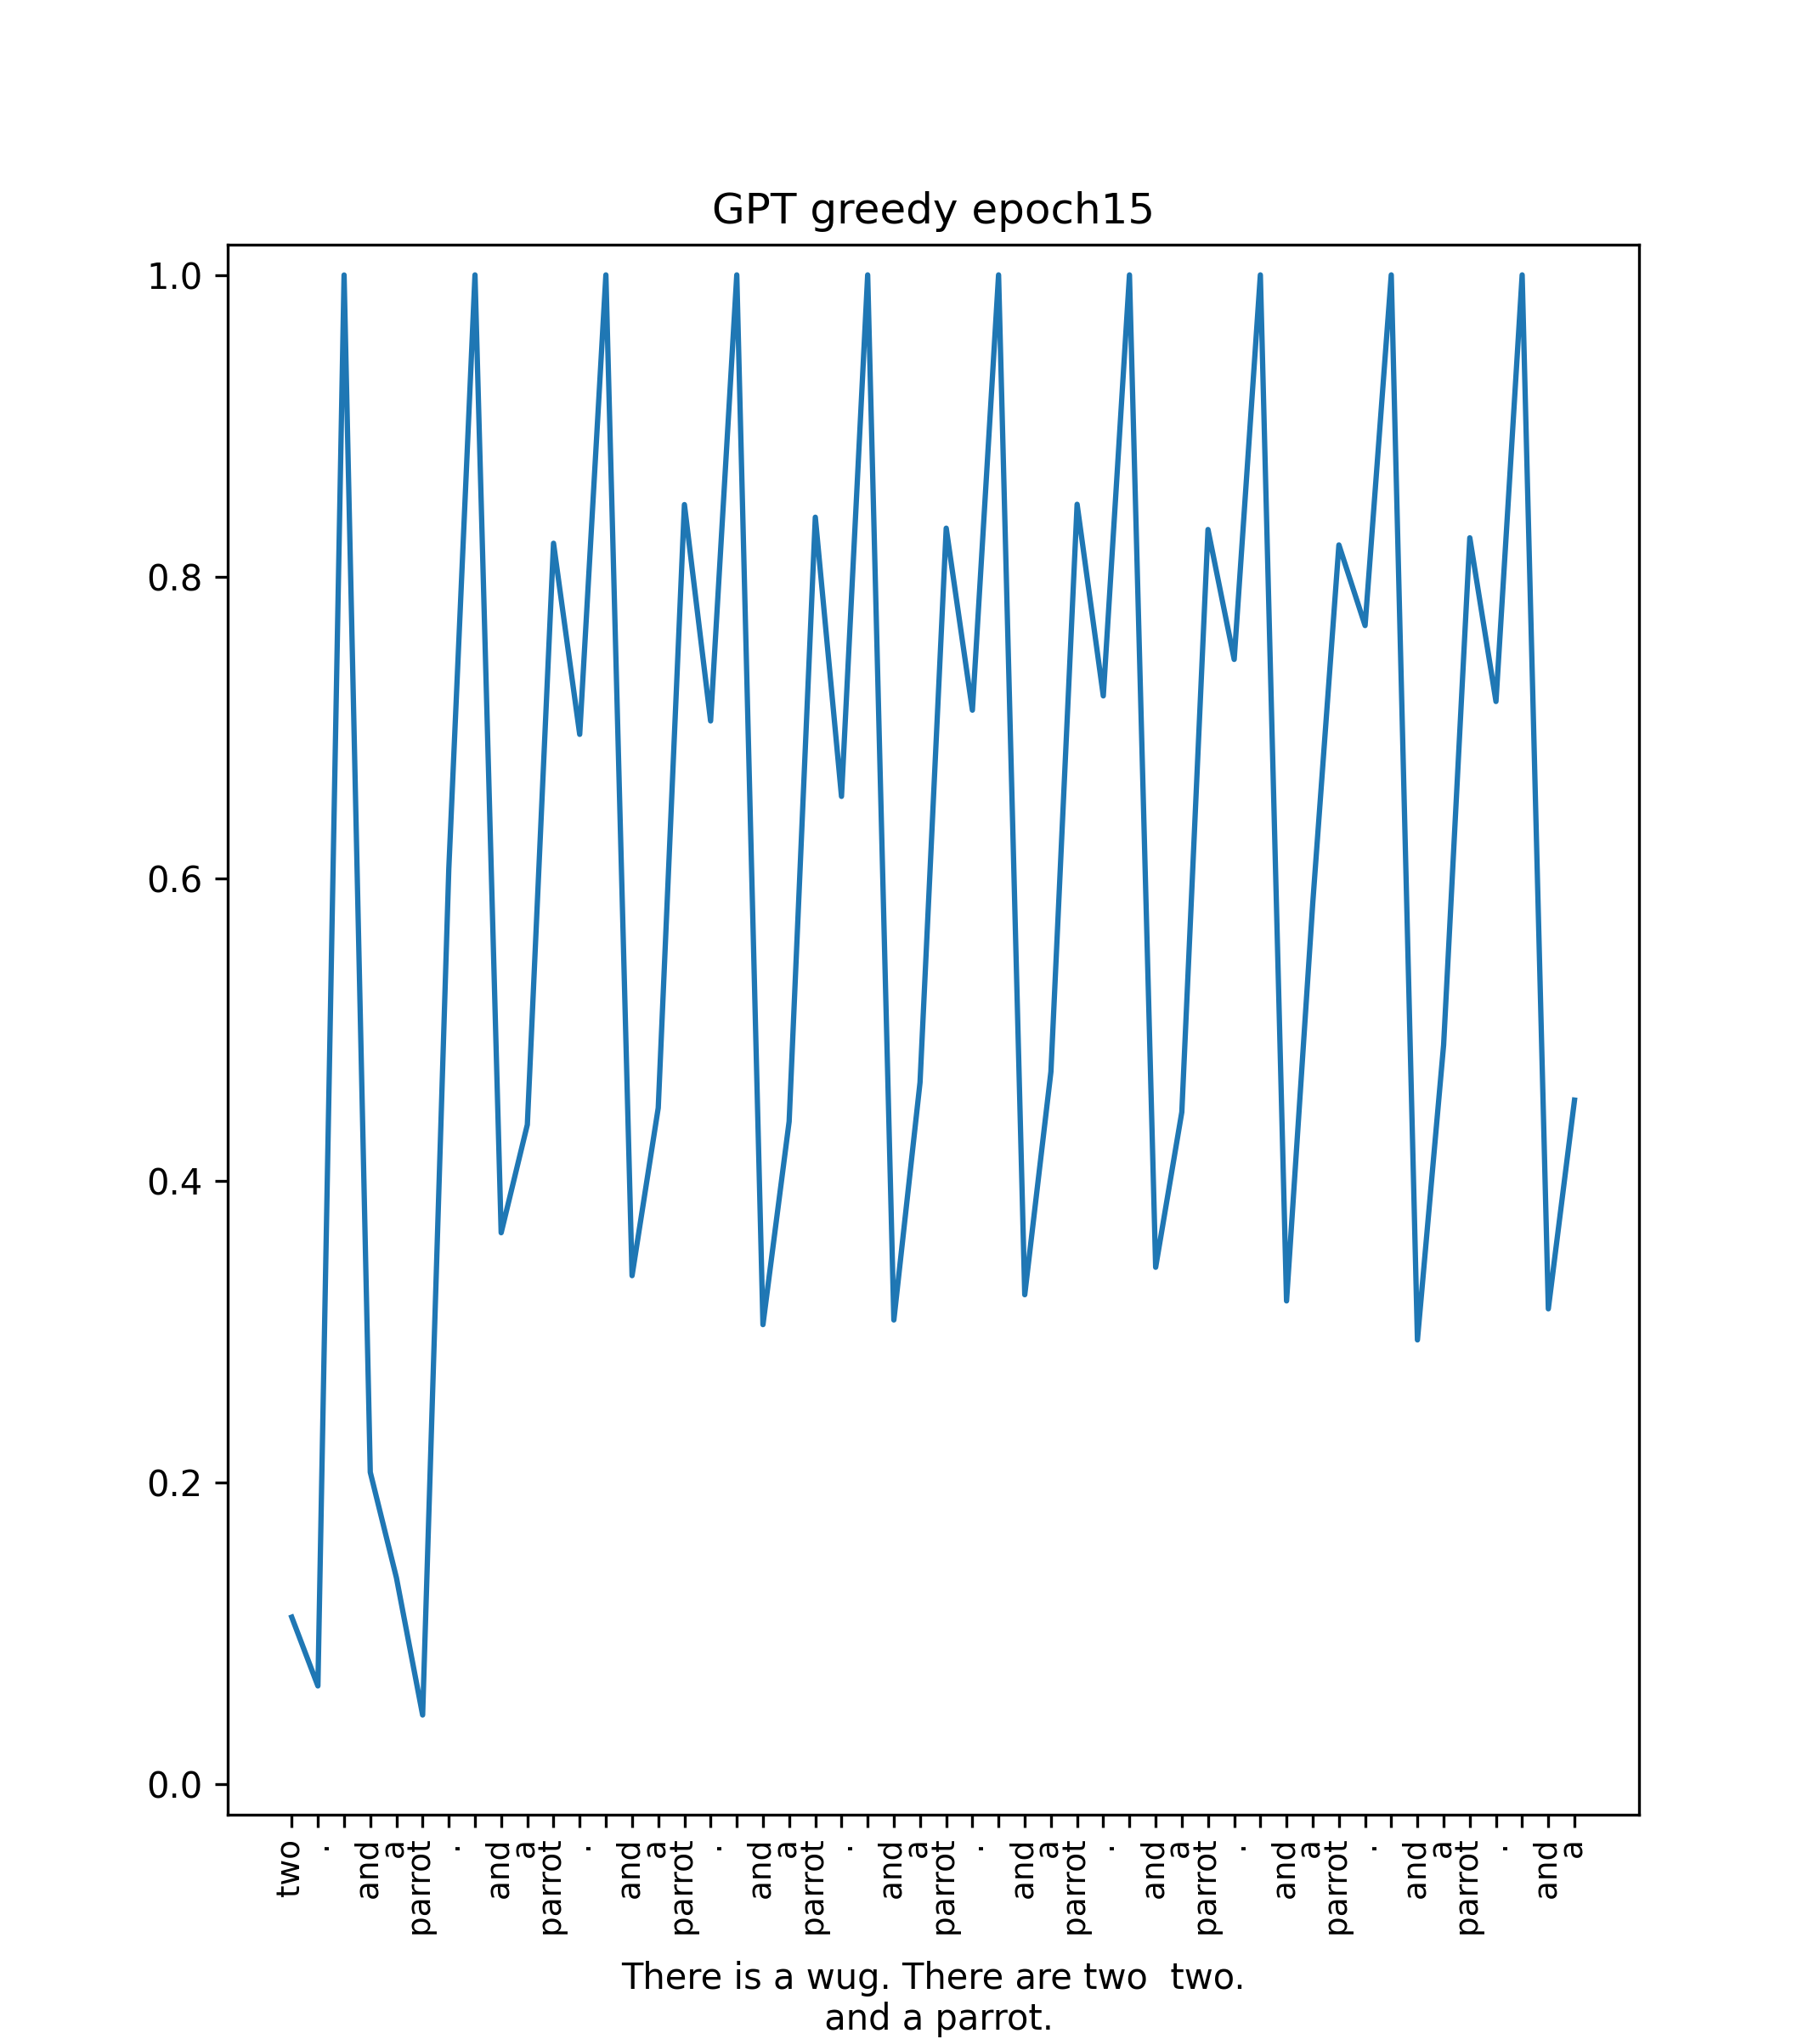 GPT greedy epoch15
1.0
0.8
0.6
0.4
0.2
0.0
two . and a parrot . and a parrot . and a parrot . and a parrot . and a parrot . and a parrot . and a parrot . and a parrot . and a parrot . and a
There is a wug. There are two  two.
and a parrot.